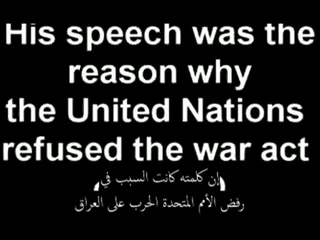 His speech was the
reason why
the United Nations
refused the war act
إن كلمته كانت السبب في
رفض الأمم المتحدة الحرب على العراق